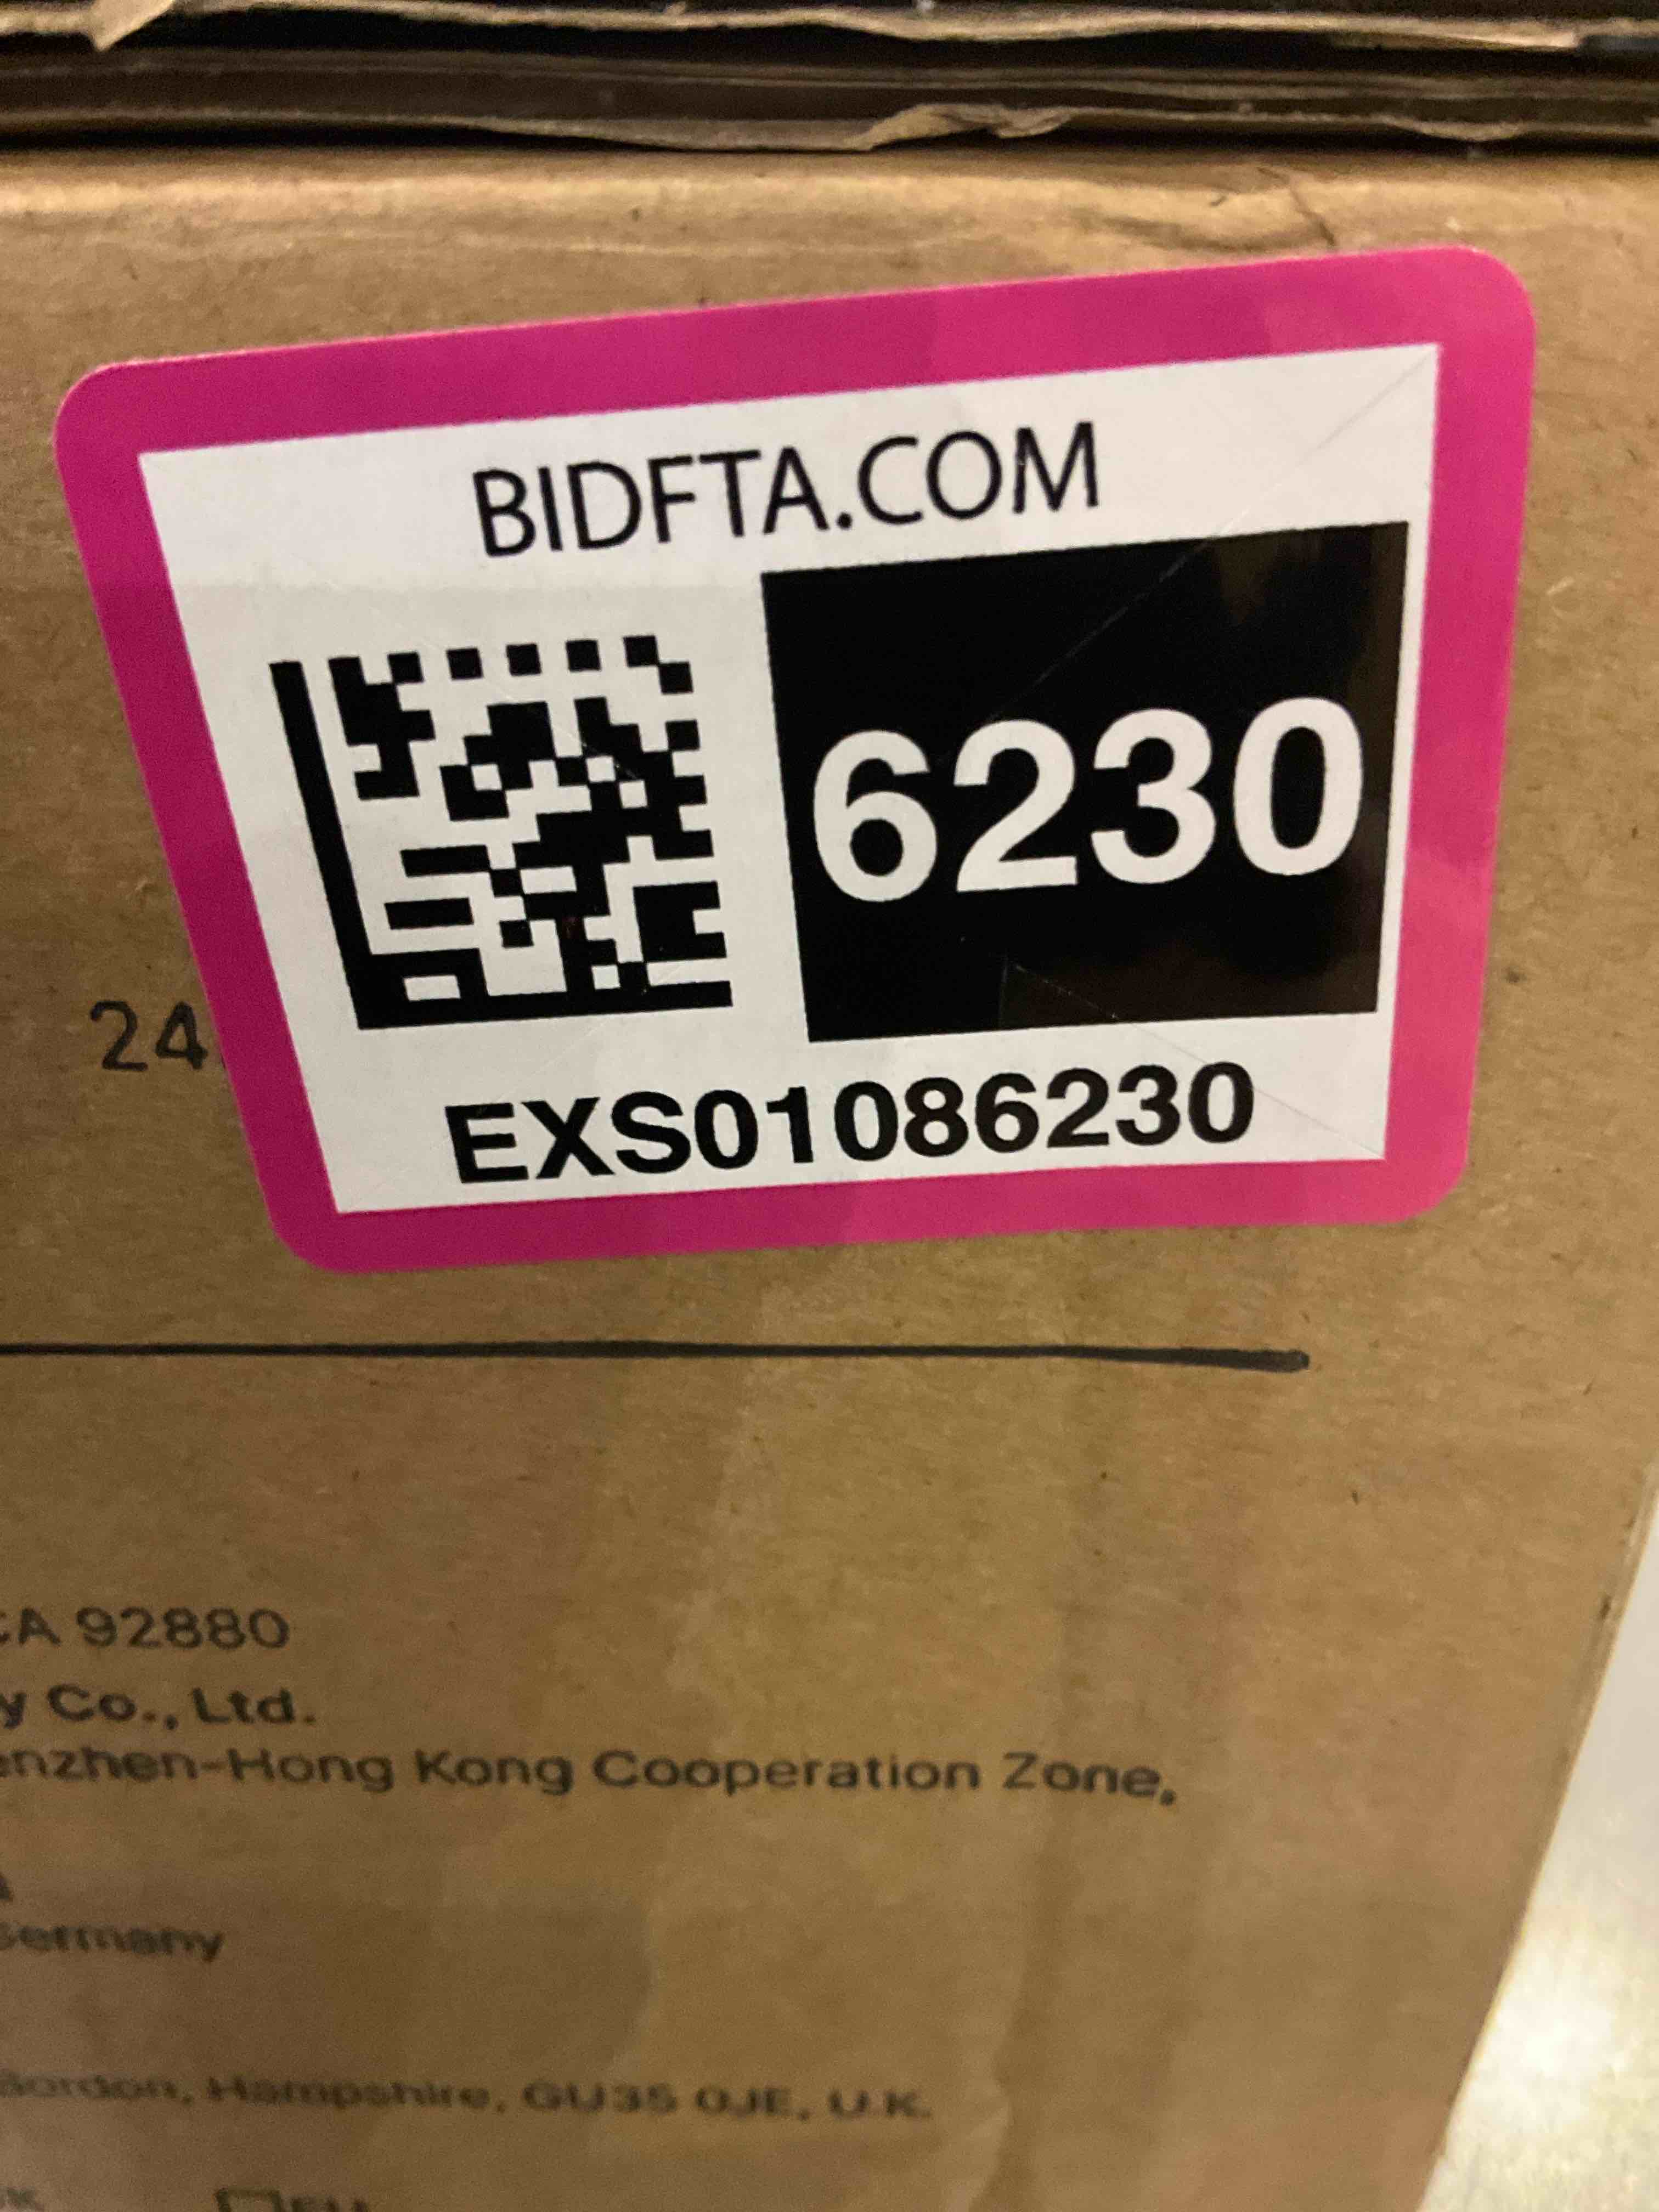 BIDFTA.COM
6230
24
EXS01086230
CA 92880
y Co., Ltd.
enzhen-Hong Kong Cooperation Zone,
Germany
Bordon, Hampshire, GU35 0JE, U.K.
EU